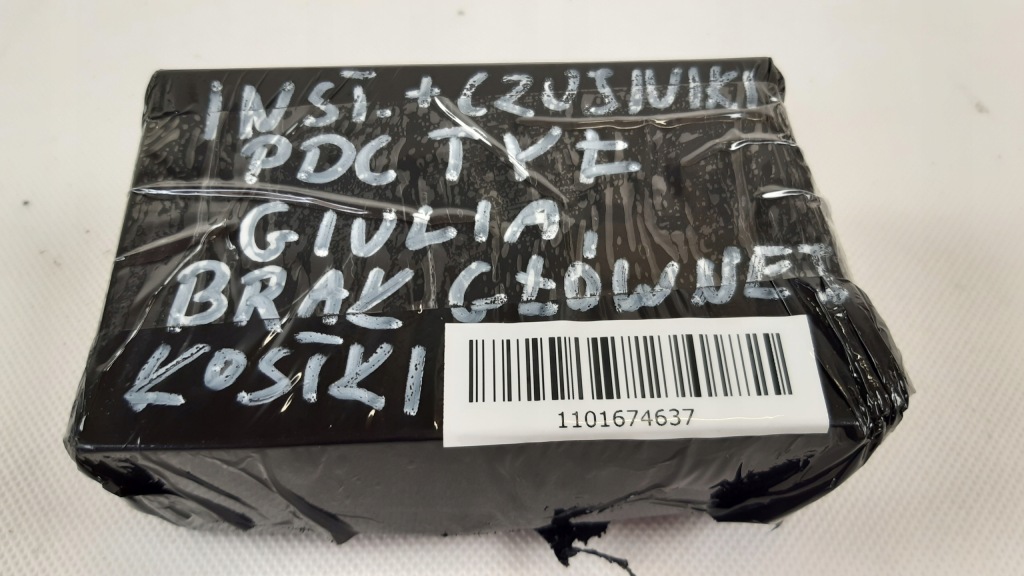 INST. + CZUJNIKI
PDC TYŁ
GIULIA,
BRAK GŁÓWNEJ
KOSTKI
1101674637